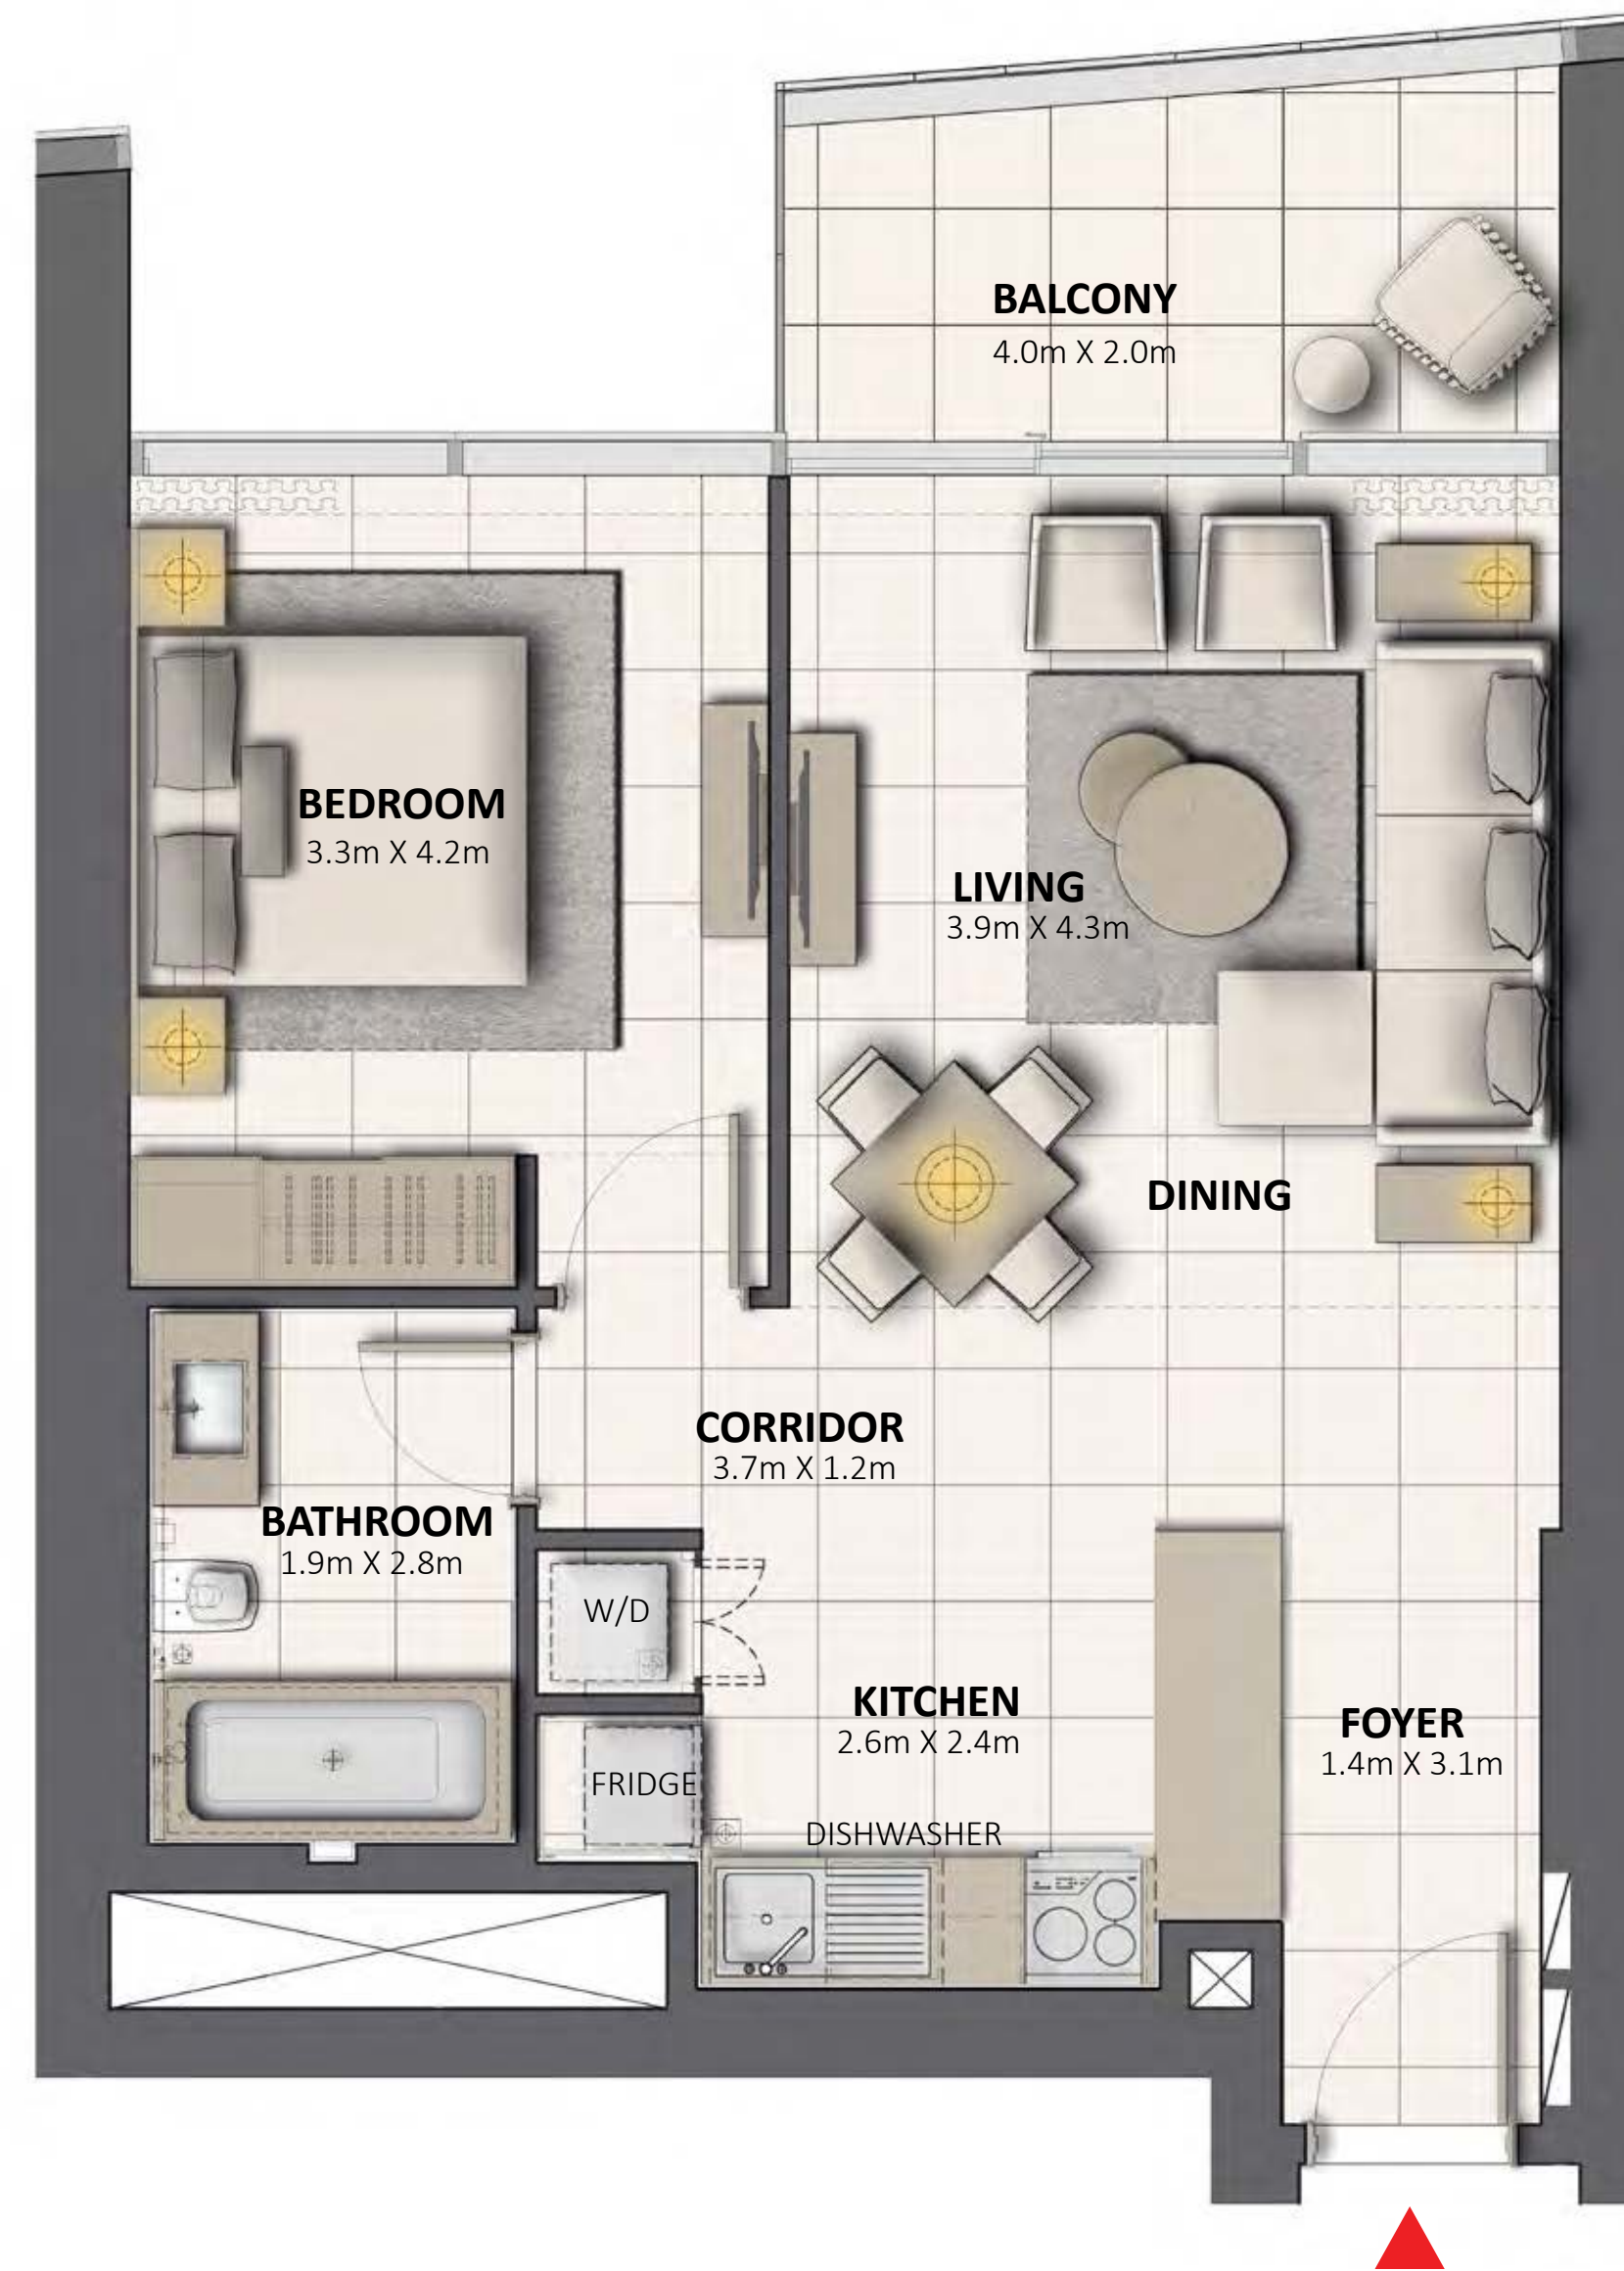 BALCONY
4.0m X 2.0m
BEDROOM
3.3m X 4.2m
LIVING
3.9m X 4.3m
DINING
CORRIDOR
3.7m X 1.2m
BATHROOM
1.9m X 2.8m
W/D
KITCHEN
2.6m X 2.4m
FOYER
1.4m X 3.1m
FRIDGE
DISHWASHER